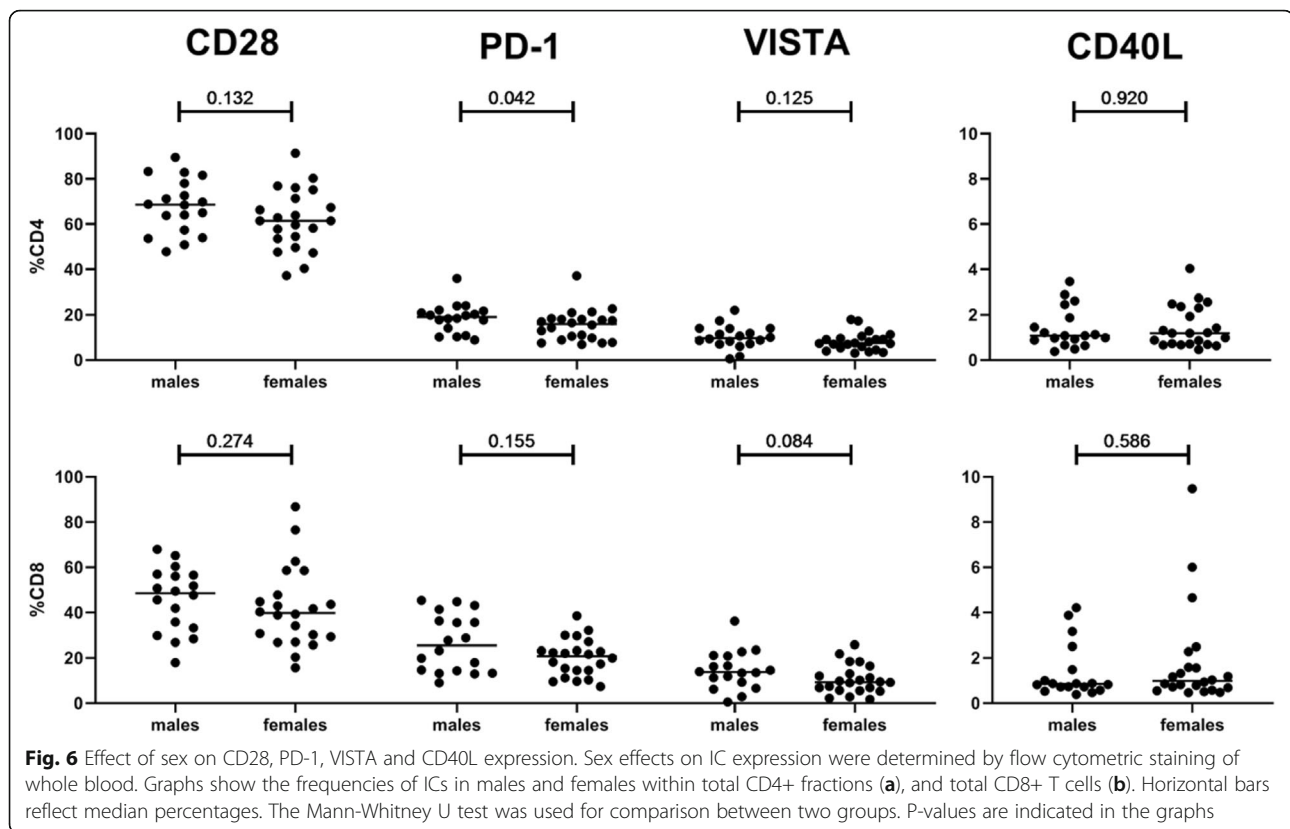 CD28 PD-1 VISTA CD40L
0.132 0.042 0.125 0.920
100 10
80 8
60 6
40 4
20 2
0 0
%CD4
males females males females males females males females
0.274 0.155 0.084 0.586
100 10
80 8
60 6
40 4
20 2
0 0
%CD8
males females males females males females males females
Fig. 6 Effect of sex on CD28, PD-1, VISTA and CD40L expression. Sex effects on IC expression were determined by flow cytometric staining of
whole blood. Graphs show the frequencies of ICs in males and females within total CD4+ fractions (a), and total CD8+ T cells (b). Horizontal bars
reflect median percentages. The Mann-Whitney U test was used for comparison between two groups. P-values are indicated in the graphs